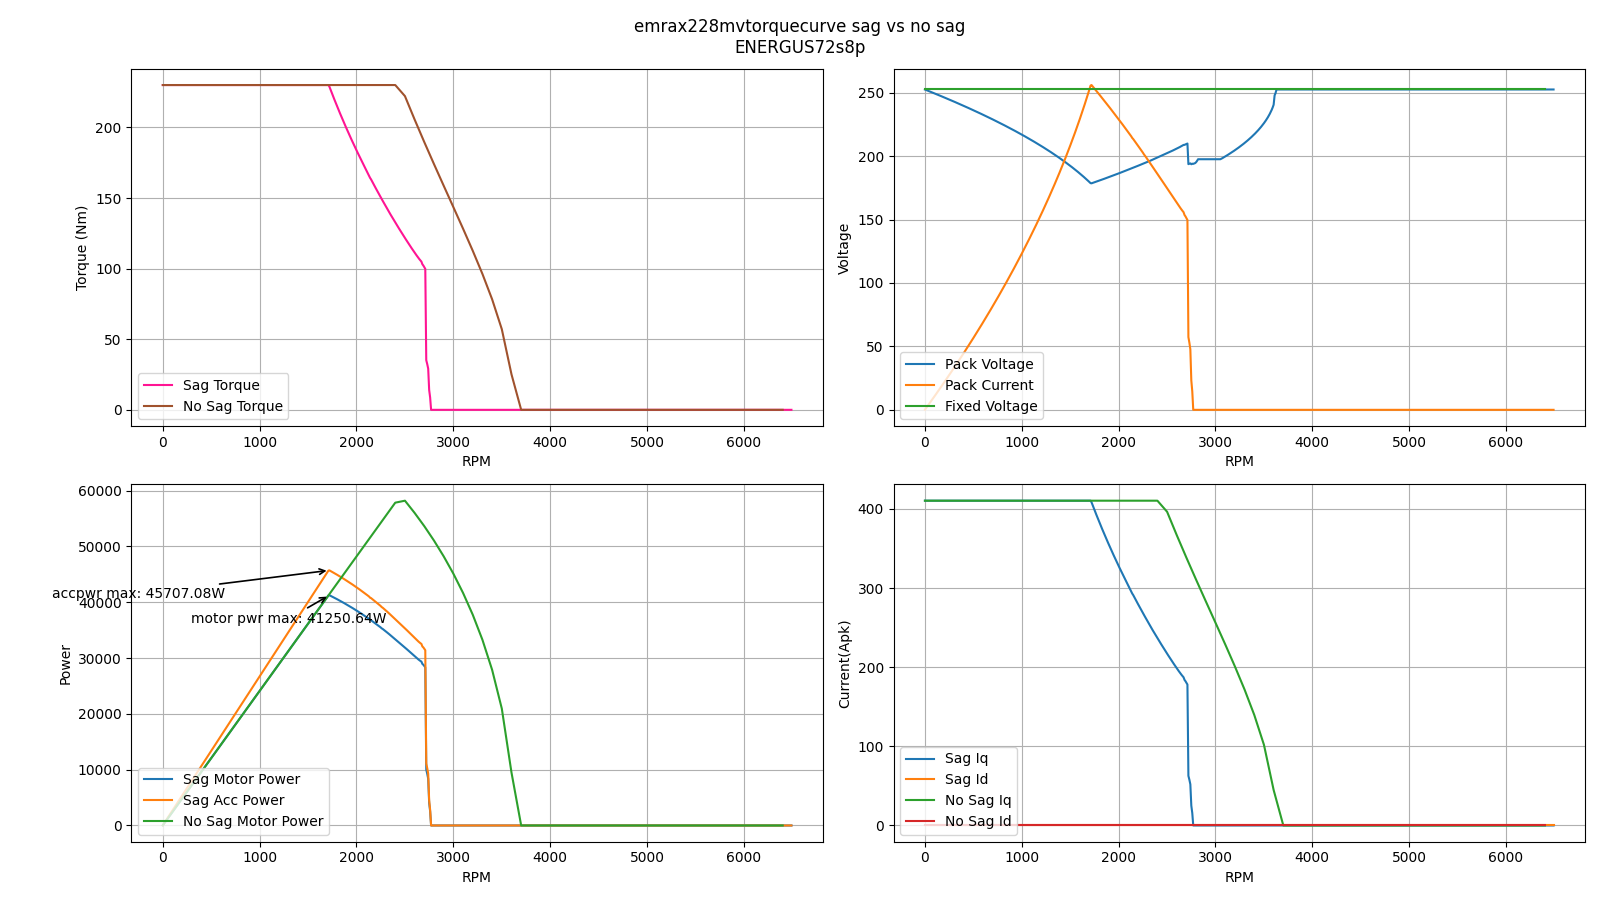 emrax228mvtorquecurve sag vs no sag
ENERGUS72s8p
Torque (Nm)
200
150
100
50
0
Sag Torque
No Sag Torque
0 1000 2000 3000 4000 5000 6000
RPM
Voltage
250
200
150
100
50
0
Pack Voltage
Pack Current
Fixed Voltage
0 1000 2000 3000 4000 5000 6000
RPM
Power
60000
50000
40000
30000
20000
10000
0
accpwr max: 45707.08W
motor pwr max: 41250.64W
Sag Motor Power
Sag Acc Power
No Sag Motor Power
0 1000 2000 3000 4000 5000 6000
RPM
Current(Apk)
400
300
200
100
0
Sag Iq
Sag Id
No Sag Iq
No Sag Id
0 1000 2000 3000 4000 5000 6000
RPM